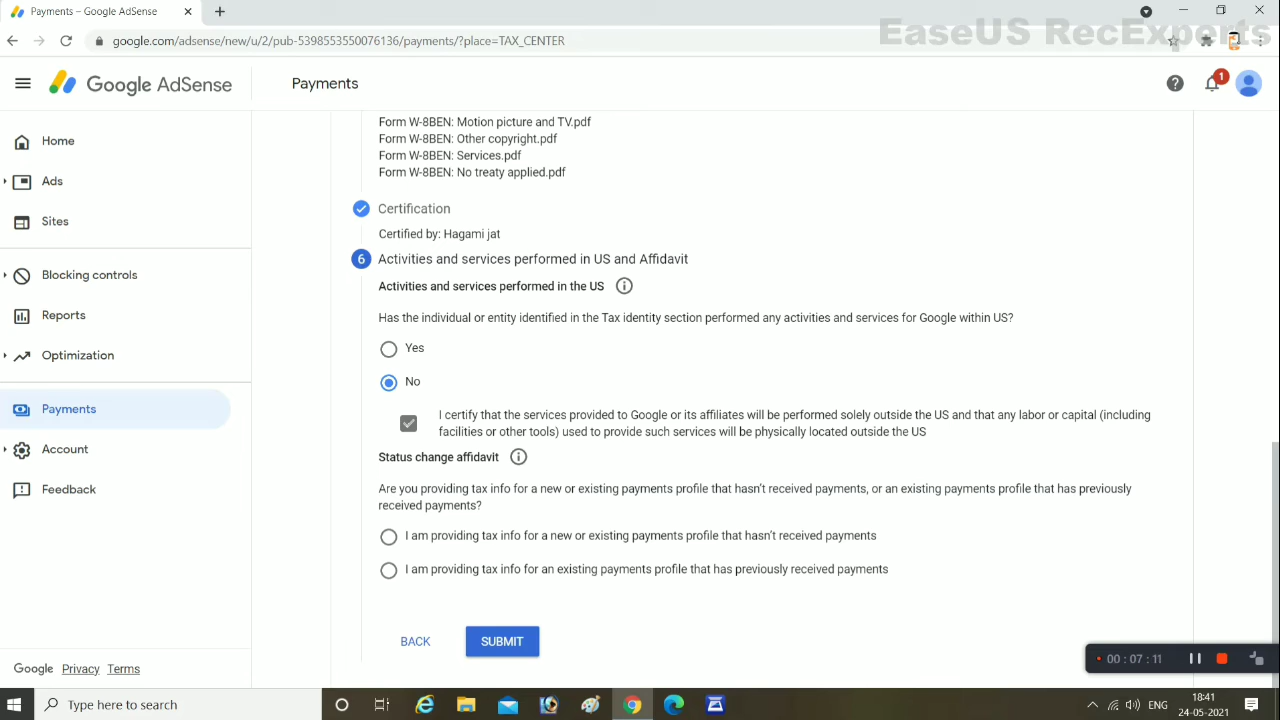 Payments – Google AdSense
google.com/adsense/new/u/2/pub-5398553550076136/payments/?place=TAX_CENTER
EaseUS RecExperts
Google AdSense
Payments
1
Home
Ads
Sites
Blocking controls
Reports
Optimization
Payments
Account
Feedback
Google Privacy Terms
Form W-8BEN: Motion picture and TV.pdf
Form W-8BEN: Other copyright.pdf
Form W-8BEN: Services.pdf
Form W-8BEN: No treaty applied.pdf
Certification
Certified by: Hagami jat
6 Activities and services performed in US and Affidavit
Activities and services performed in the US
Has the individual or entity identified in the Tax identity section performed any activities and services for Google within US?
Yes
No
I certify that the services provided to Google or its affiliates will be performed solely outside the US and that any labor or capital (including
facilities or other tools) used to provide such services will be physically located outside the US
Status change affidavit
Are you providing tax info for a new or existing payments profile that hasn't received payments, or an existing payments profile that has previously
received payments?
I am providing tax info for a new or existing payments profile that hasn't received payments
I am providing tax info for an existing payments profile that has previously received payments
BACK SUBMIT
00:07:11
Type here to search
ENG
18:41
24-05-2021